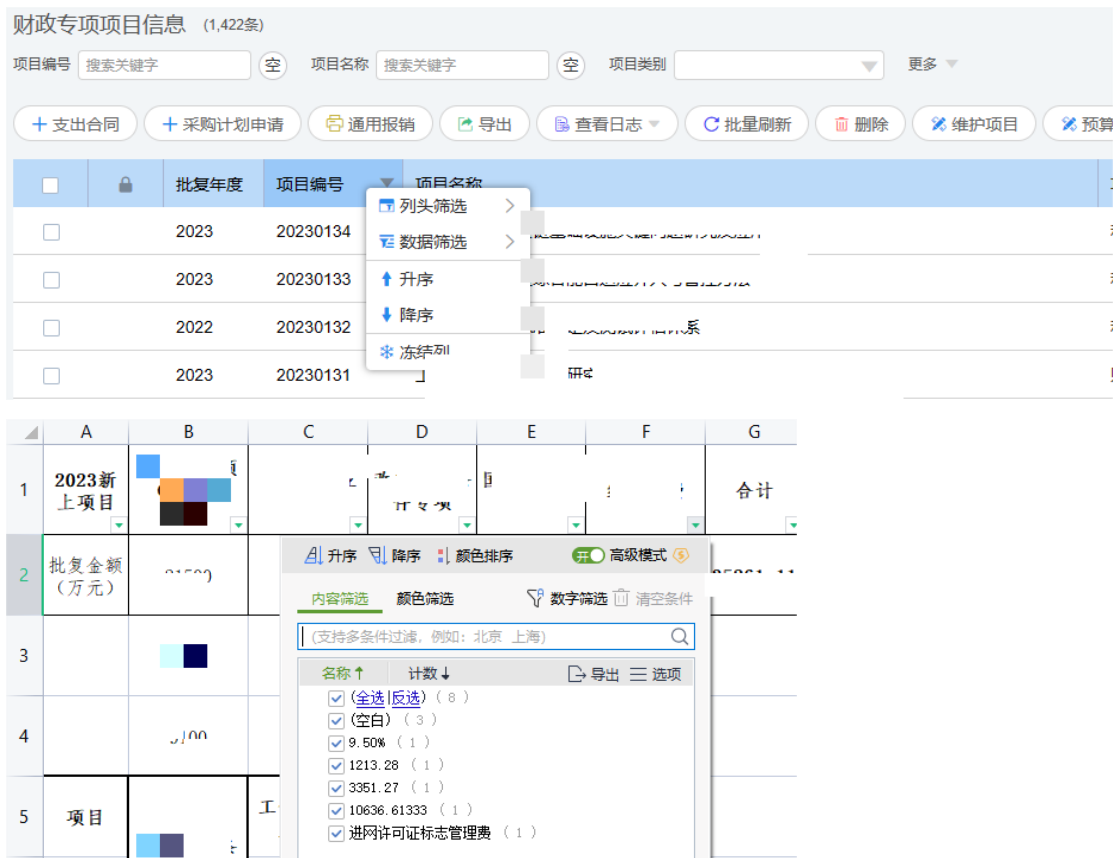 财政专项项目信息 (1,422条)
项目编号 搜索关键字 空 项目名称 搜索关键字 空 项目类别 更多
支出合同 采购计划申请 通用报销 导出 查看日志 批量刷新 删除 维护项目 预算
批复年度 项目编号 项目名称
列头筛选
2023 20230134
数据筛选
2023 20230133 升序
降序
2022 20230132
冻结列
2023 20230131
A B C D E F G
1 2023新上项目 合计
升序 降序 颜色排序 开 高级模式
2 批复金额(万元)
内容筛选 颜色筛选 数字筛选 清空条件
(支持多条件过滤,例如:北京 上海)
3
名称 计数 导出 选项
(全选|反选) ( 8 )
(空白) ( 3 )
4
9.50% ( 1 )
1213.28 ( 1 )
3351.27 ( 1 )
10636.61333 ( 1 )
5 项目
进网许可证标志管理费 ( 1 )